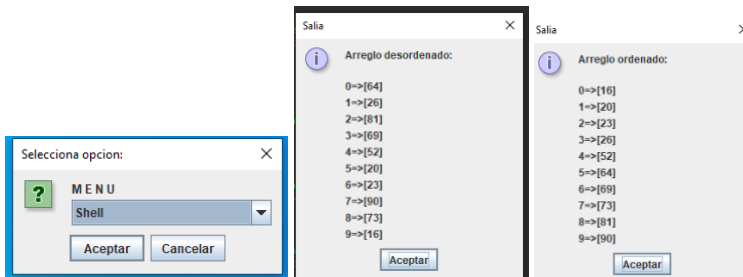 Selecciona opcion:
M E N U
Shell
Aceptar
Cancelar
Salia
Arreglo desordenado:
0=>[64]
1=>[26]
2=>[81]
3=>[69]
4=>[52]
5=>[20]
6=>[23]
7=>[90]
8=>[73]
9=>[16]
Aceptar
Salia
Arreglo ordenado:
0=>[16]
1=>[20]
2=>[23]
3=>[26]
4=>[52]
5=>[64]
6=>[69]
7=>[73]
8=>[81]
9=>[90]
Aceptar